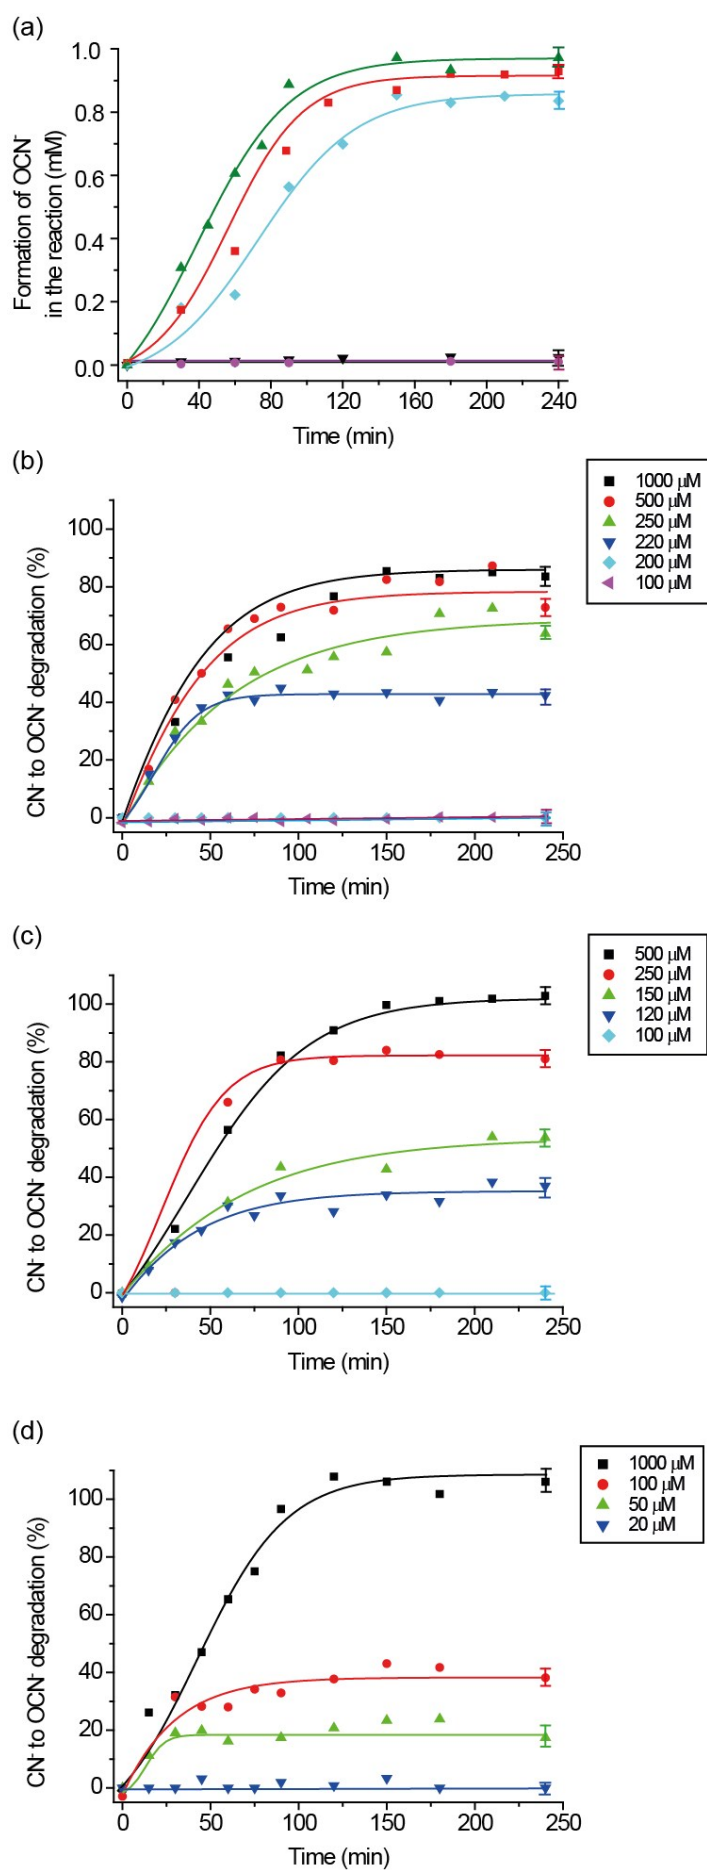 (a)
Formation of OCN⁻
in the reaction (mM)
1.0
0.8
0.6
0.4
0.2
0.0
0 40 80 120 160 200 240
Time (min)
(b)
CN⁻ to OCN⁻ degradation (%)
100
80
60
40
20
0
0 50 100 150 200 250
Time (min)
1000 μM
500 μM
250 μM
220 μM
200 μM
100 μM
(c)
CN⁻ to OCN⁻ degradation (%)
100
80
60
40
20
0
0 50 100 150 200 250
Time (min)
500 μM
250 μM
150 μM
120 μM
100 μM
(d)
CN⁻ to OCN⁻ degradation (%)
100
80
60
40
20
0
0 50 100 150 200 250
Time (min)
1000 μM
100 μM
50 μM
20 μM